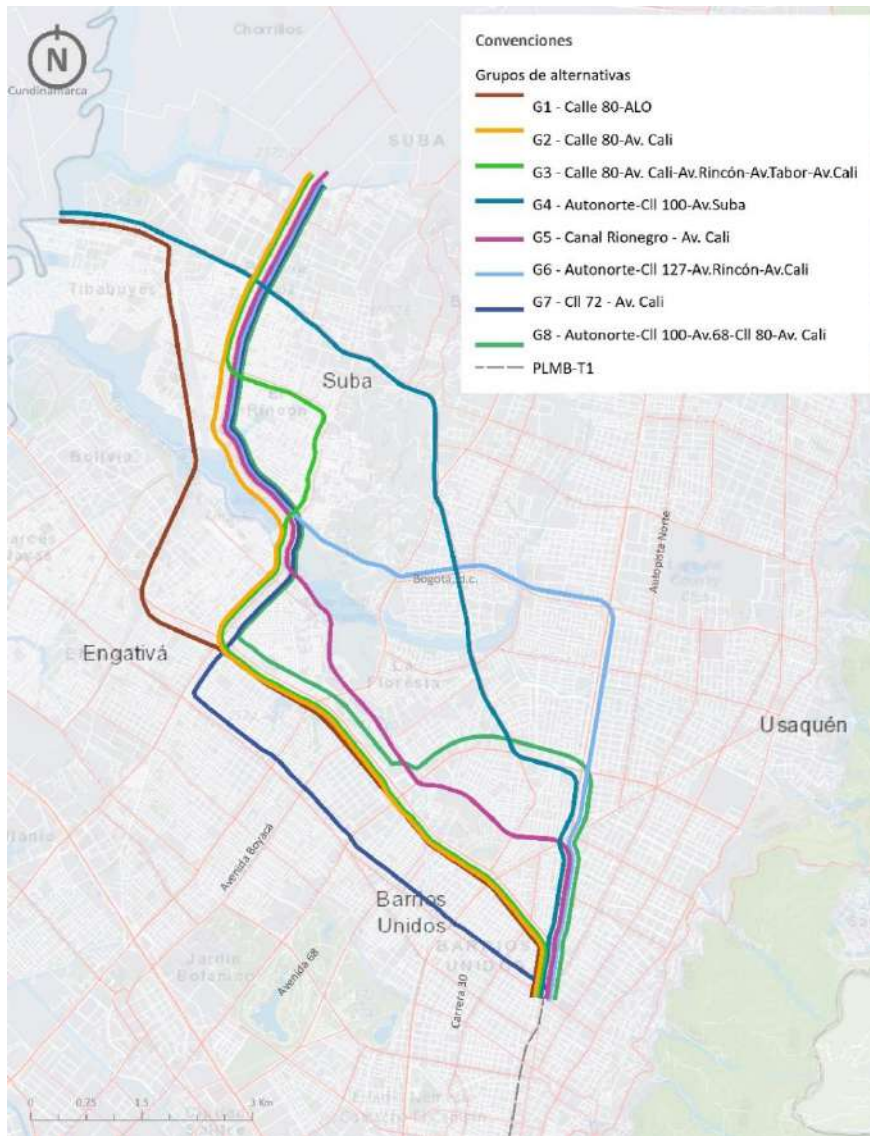 Convenciones
Grupos de alternativas
G1 - Calle 80-ALO
G2 - Calle 80-Av. Cali
G3 - Calle 80-Av. Cali-Av.Rincón-Av.Tabor-Av.Cali
G4 - Autonorte-Cll 100-Av.Suba
G5 - Canal Rionegro - Av. Cali
G6 - Autonorte-Cll 127-Av.Rincón-Av.Cali
G7 - Cll 72 - Av. Cali
G8 - Autonorte-Cll 100-Av.68-Cll 80-Av. Cali
PLMB-T1
N
Chorrillos
Cundinamarca
SUBA
Tibabuyes
Suba
El
Rincón
Bolivia
Autopista Norte
Bogotá, d.c.
Engativá
La
Floresta
Usaquén
Avenida Boyacá
Barrios
Unidos
Jardín
Botánico
Avenida 68
Carrera 30
0 0,75 1,5 3 Km